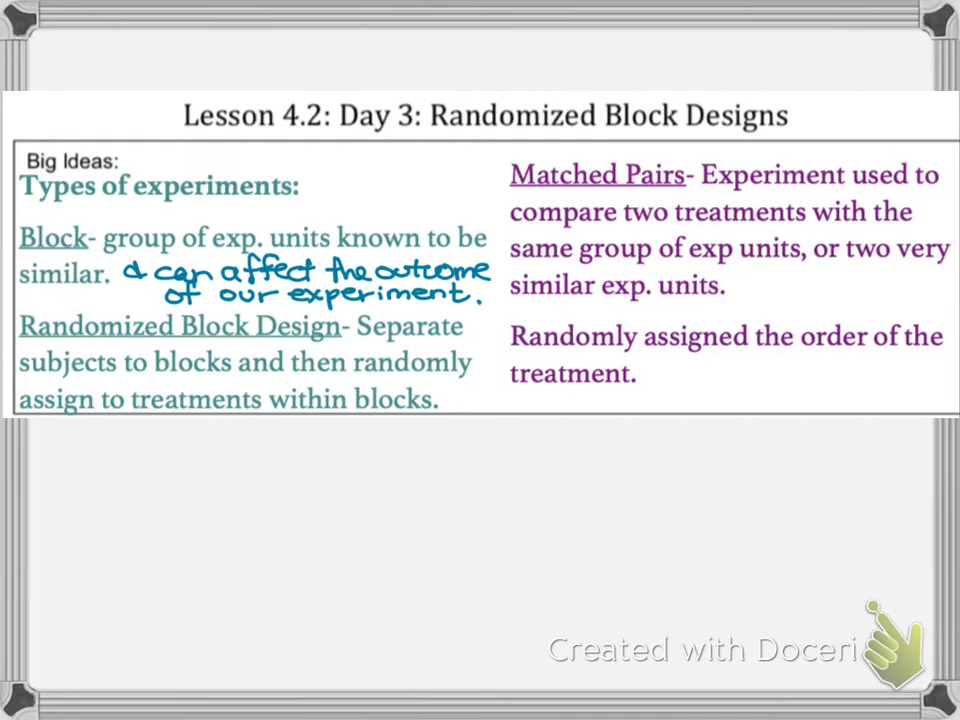 Lesson 4.2: Day 3: Randomized Block Designs
Big Ideas:
Types of experiments:
Block- group of exp. units known to be
similar. & can affect the outcome
of our experiment.
Randomized Block Design- Separate
subjects to blocks and then randomly
assign to treatments within blocks.
Matched Pairs- Experiment used to
compare two treatments with the
same group of exp units, or two very
similar exp. units.
Randomly assigned the order of the
treatment.
Created with Doceri